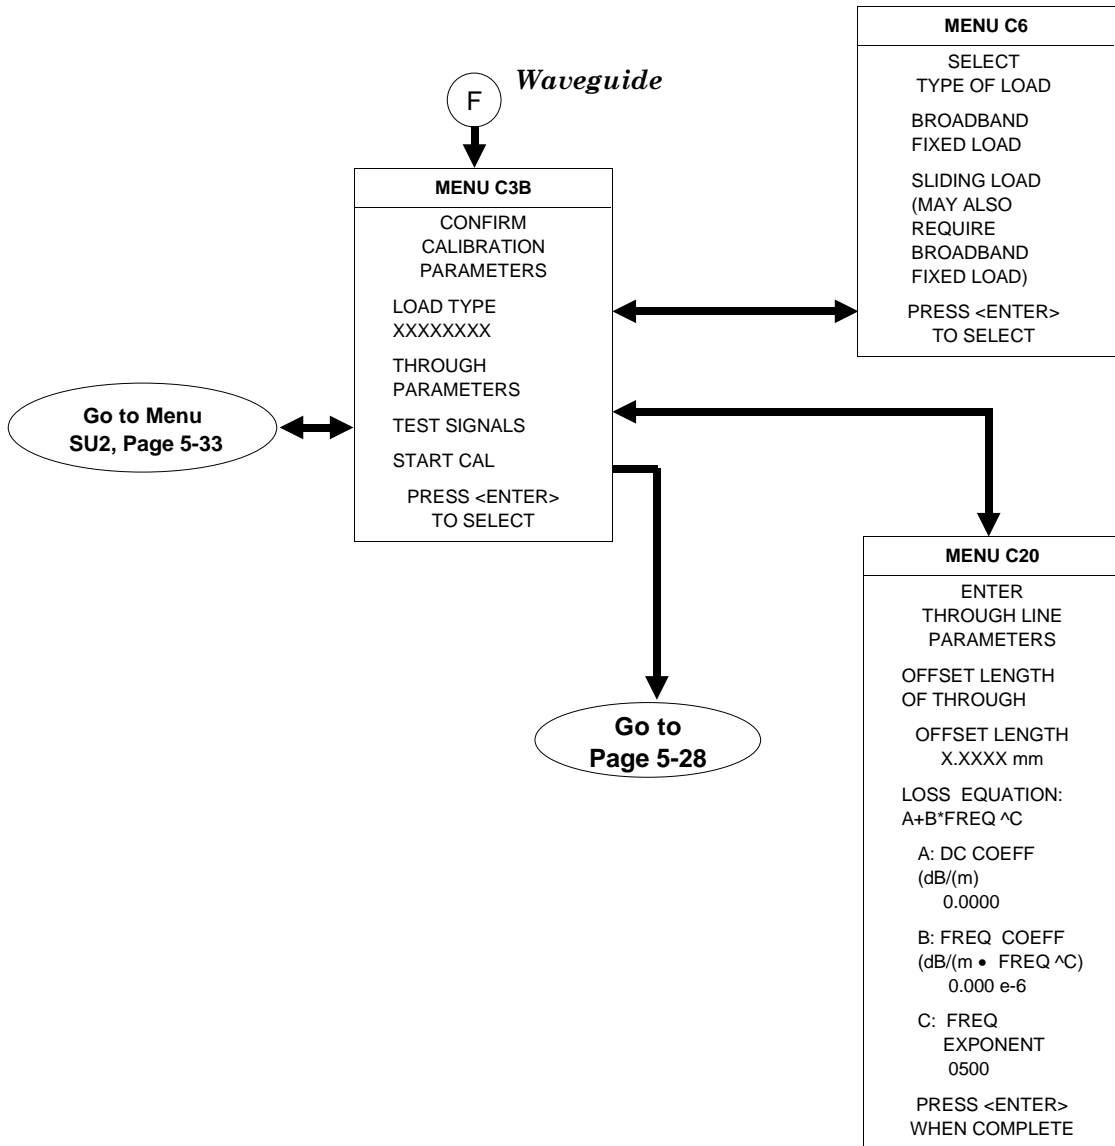 F
Waveguide
MENU C3B
CONFIRM
CALIBRATION
PARAMETERS
LOAD TYPE
XXXXXXXX
THROUGH
PARAMETERS
TEST SIGNALS
START CAL
PRESS <ENTER>
TO SELECT
MENU C6
SELECT
TYPE OF LOAD
BROADBAND
FIXED LOAD
SLIDING LOAD
(MAY ALSO
REQUIRE
BROADBAND
FIXED LOAD)
PRESS <ENTER>
TO SELECT
Go to Menu
SU2, Page 5-33
Go to
Page 5-28
MENU C20
ENTER
THROUGH LINE
PARAMETERS
OFFSET LENGTH
OF THROUGH
OFFSET LENGTH
X.XXXX mm
LOSS EQUATION:
A+B*FREQ ^C
A: DC COEFF
(dB/(m)
0.0000
B: FREQ COEFF
(dB/(m • FREQ ^C)
0.000 e-6
C: FREQ
EXPONENT
0500
PRESS <ENTER>
WHEN COMPLETE